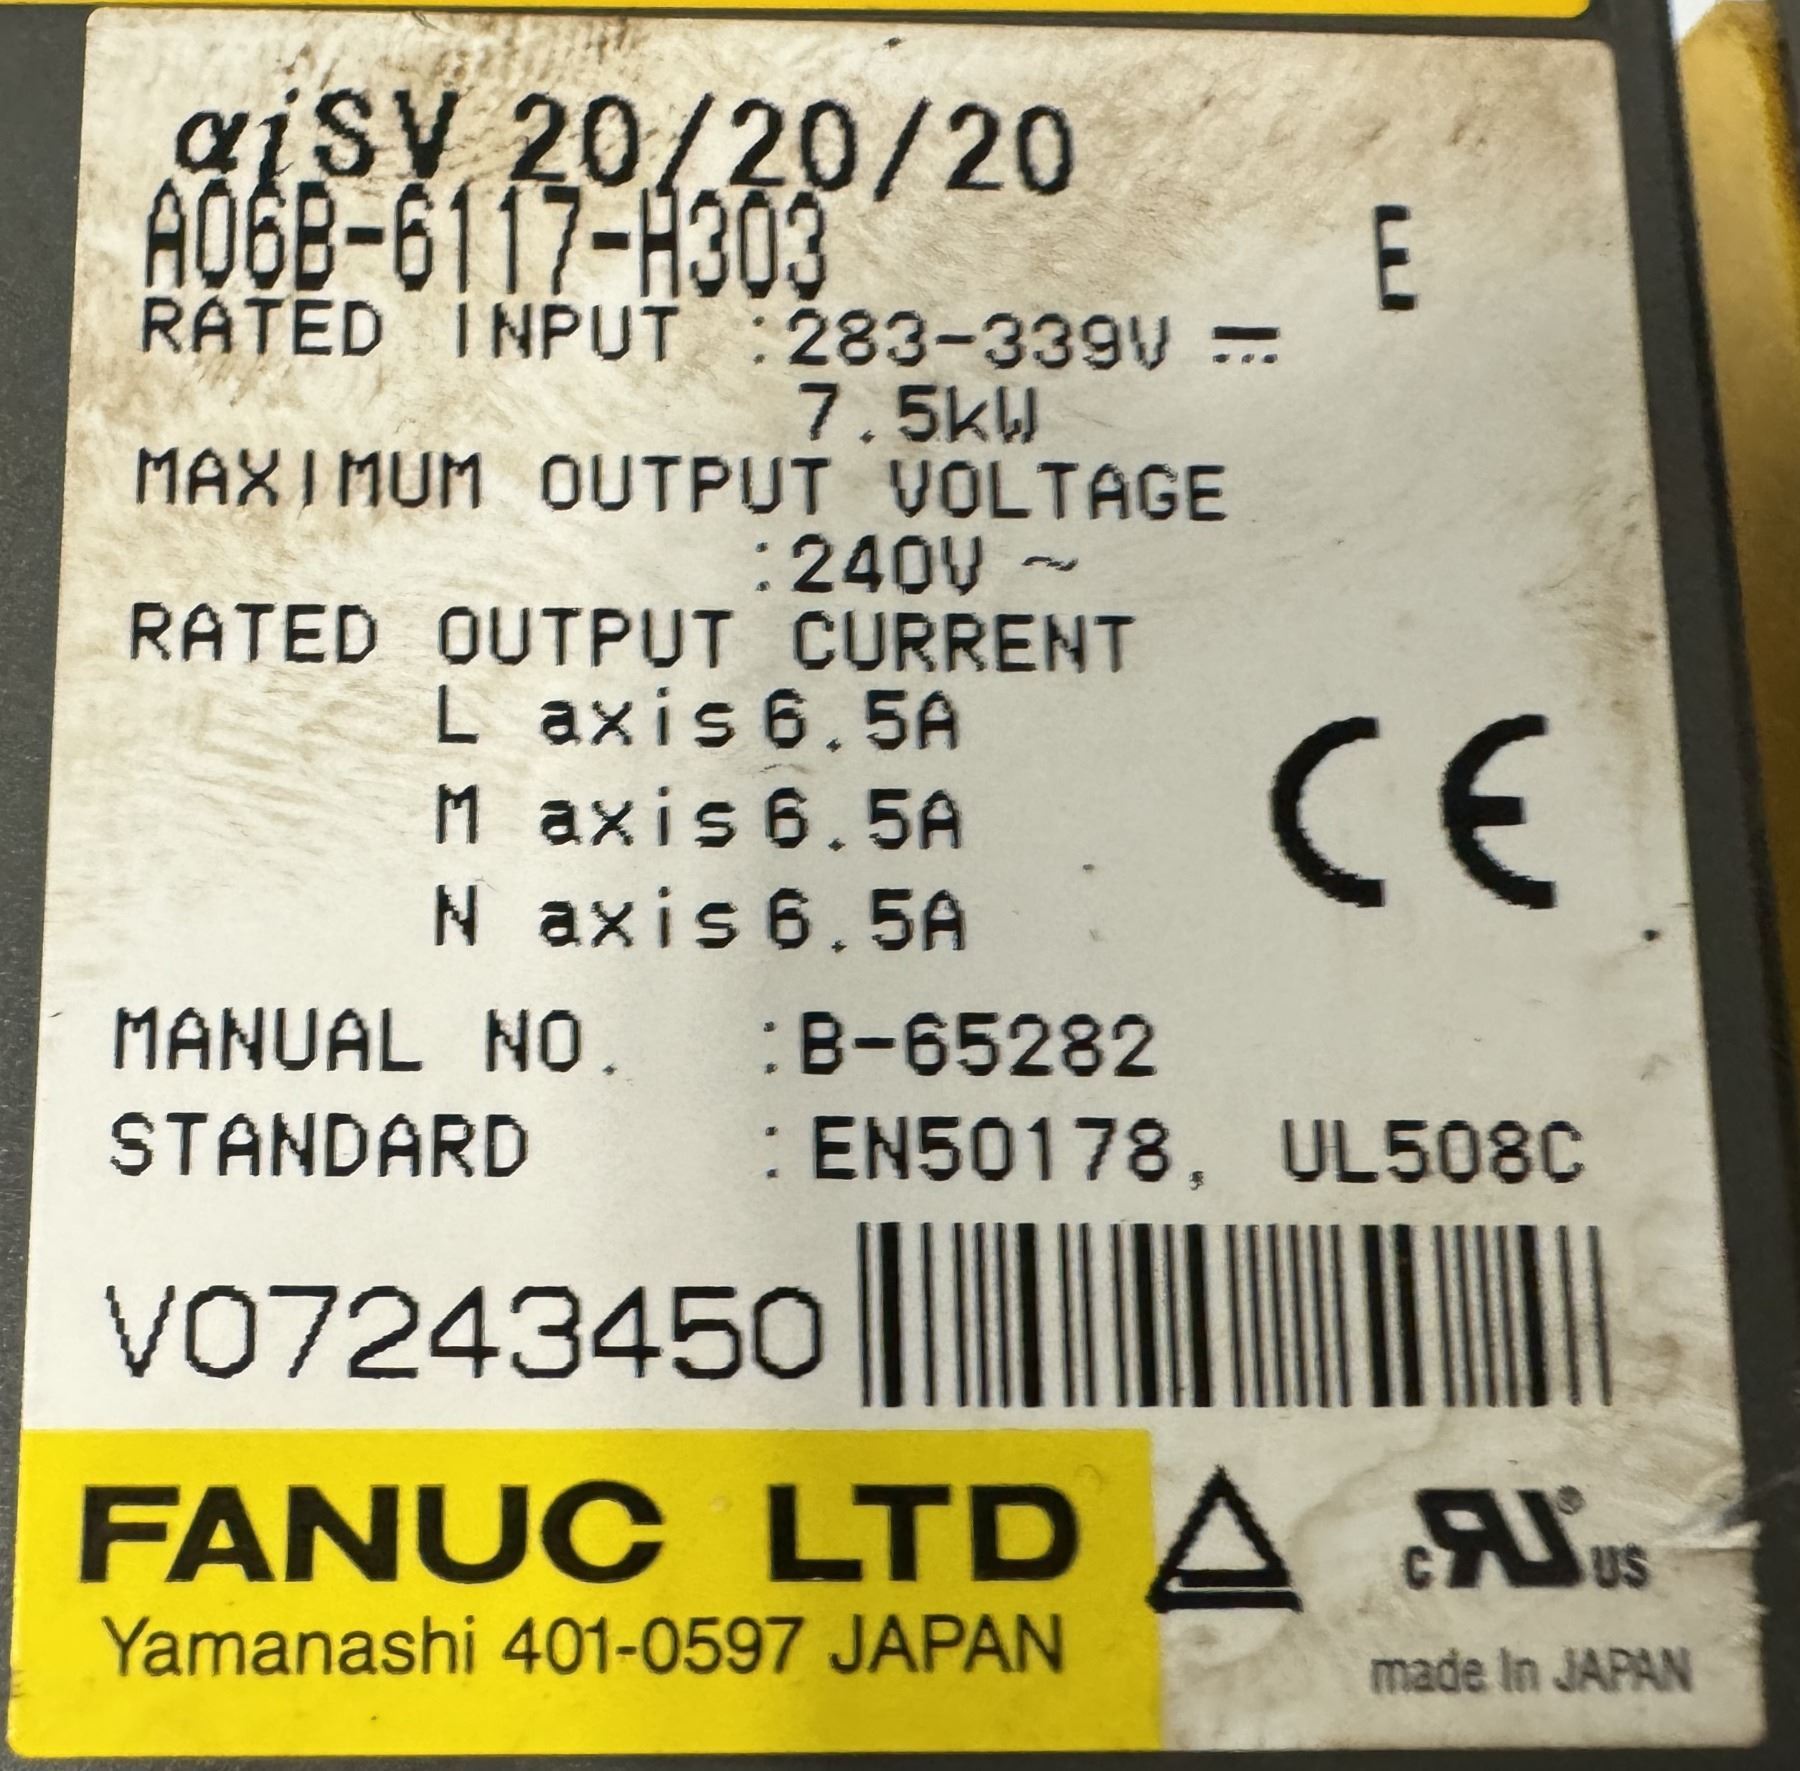 αiSV 20/20/20
A06B-6117-H303
E
RATED INPUT :283-339V ⎓
7.5kW
MAXIMUM OUTPUT VOLTAGE
:240V ~
RATED OUTPUT CURRENT
L axis 6.5A
M axis 6.5A
N axis 6.5A
CE
MANUAL NO. :B-65282
STANDARD :EN50178, UL508C
V07243450
FANUC LTD
Yamanashi 401-0597 JAPAN
c RU® US
made In JAPAN